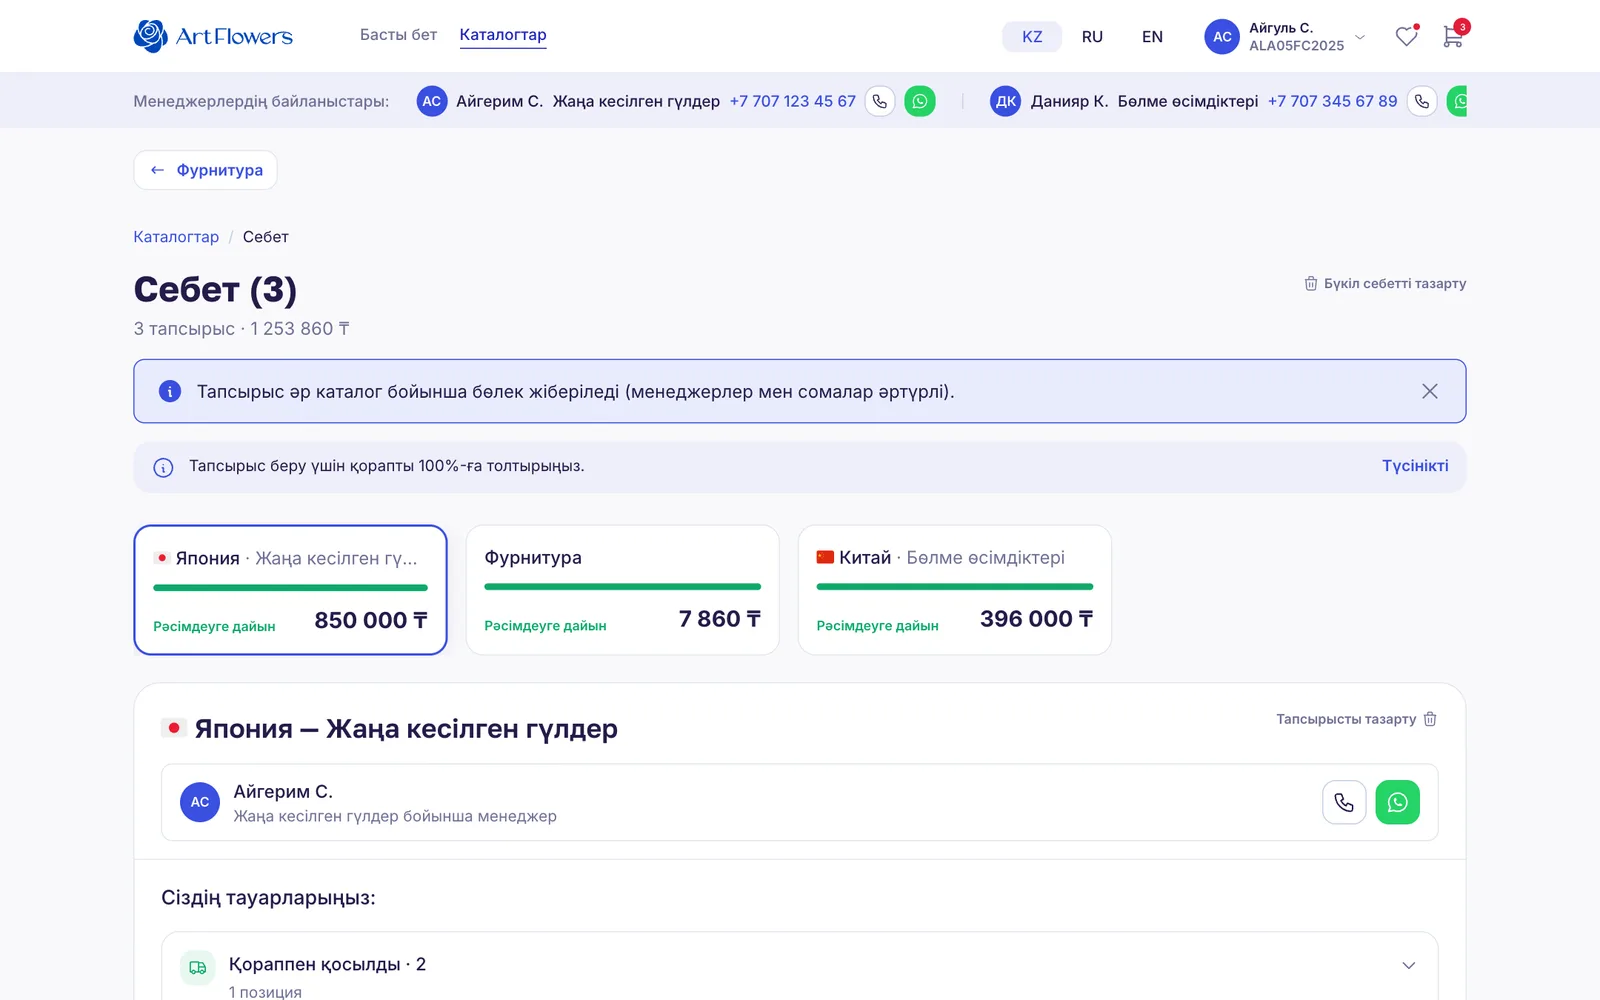 ArtFlowers
Басты бет
Каталогтар
KZ
RU
EN
АС
Айгуль С.
ALA05FC2025
3
Менеджерлердің байланыстары:
АС Айгерим С. Жаңа кесілген гүлдер +7 707 123 45 67
ДК Данияр К. Бөлме өсімдіктері +7 707 345 67 89
← Фурнитура
Каталогтар / Себет
Себет (3)
Бүкіл себетті тазарту
3 тапсырыс · 1 253 860 ₸
Тапсырыс әр каталог бойынша бөлек жіберіледі (менеджерлер мен сомалар әртүрлі).
Тапсырыс беру үшін қорапты 100%-ға толтырыңыз.
Түсінікті
Япония · Жаңа кесілген гү...
Рәсімдеуге дайын
850 000 ₸
Фурнитура
Рәсімдеуге дайын
7 860 ₸
Китай · Бөлме өсімдіктері
Рәсімдеуге дайын
396 000 ₸
Япония — Жаңа кесілген гүлдер
Тапсырысты тазарту
АС
Айгерим С.
Жаңа кесілген гүлдер бойынша менеджер
Сіздің тауарларыңыз:
Қораппен қосылды · 2
1 позиция